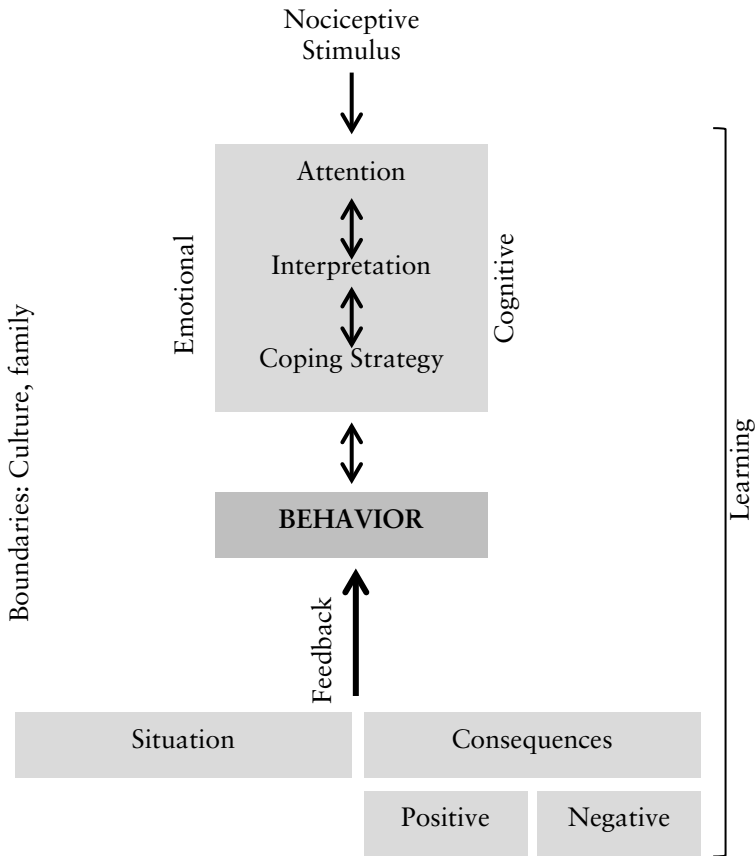 Nociceptive
Stimulus
Attention
Emotional
Interpretation
Cognitive
Coping Strategy
Boundaries: Culture, family
BEHAVIOR
Learning
Feedback
Situation
Consequences
Positive
Negative